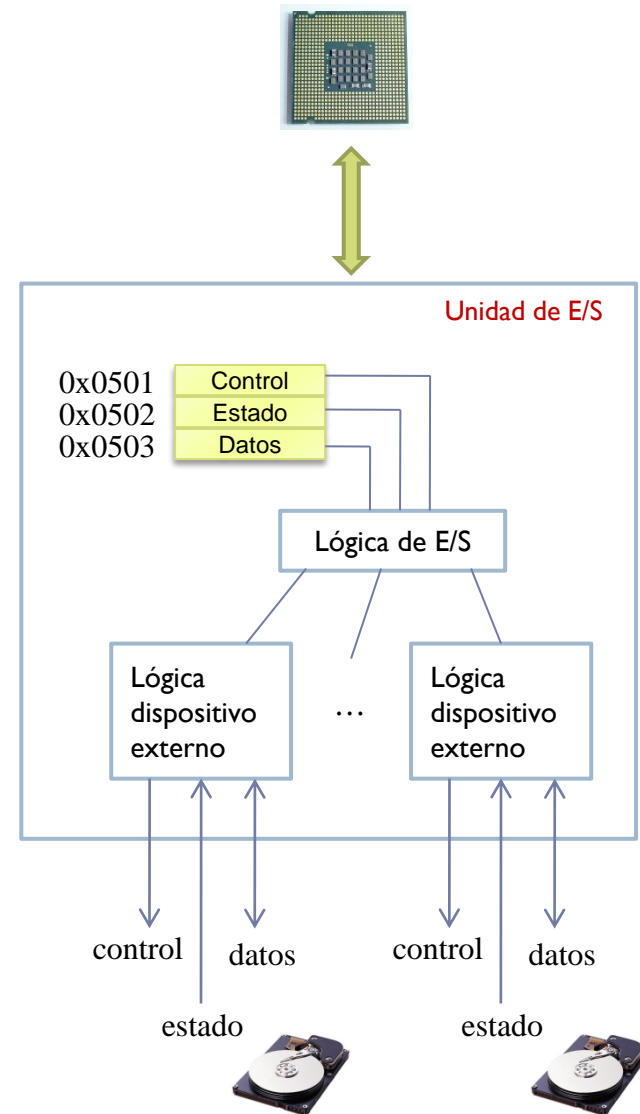 Unidad de E/S
0x0501 Control
0x0502 Estado
0x0503 Datos
Lógica de E/S
Lógica
dispositivo
externo
...
Lógica
dispositivo
externo
control
datos
control
datos
estado
estado